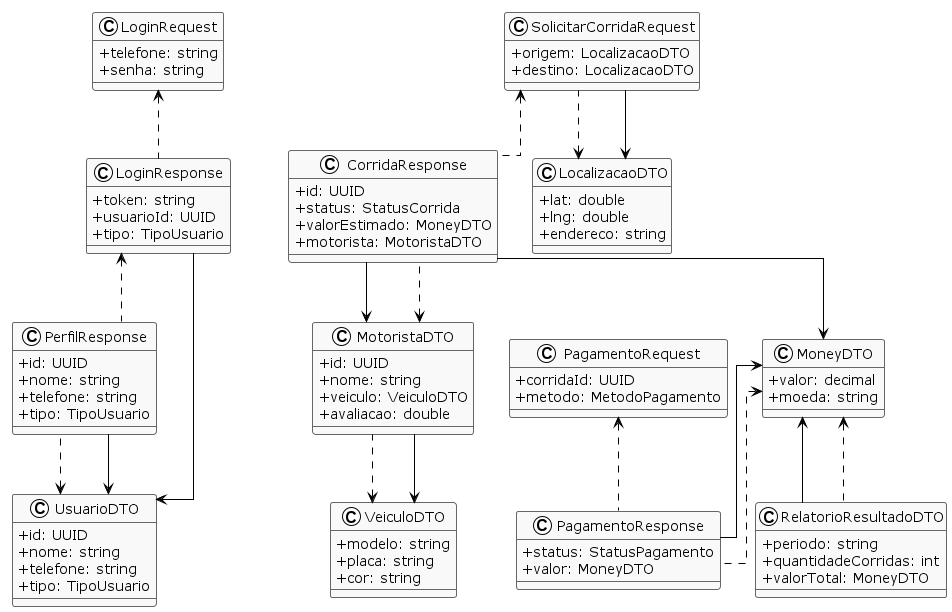 C LoginRequest
+telefone: string
+senha: string
C SolicitarCorridaRequest
+origem: LocalizacaoDTO
+destino: LocalizacaoDTO
C LoginResponse
+token: string
+usuarioId: UUID
+tipo: TipoUsuario
C CorridaResponse
+id: UUID
+status: StatusCorrida
+valorEstimado: MoneyDTO
+motorista: MotoristaDTO
C LocalizacaoDTO
+lat: double
+lng: double
+endereco: string
C PerfilResponse
+id: UUID
+nome: string
+telefone: string
+tipo: TipoUsuario
C MotoristaDTO
+id: UUID
+nome: string
+veiculo: VeiculoDTO
+avaliacao: double
C PagamentoRequest
+corridaId: UUID
+metodo: MetodoPagamento
C MoneyDTO
+valor: decimal
+moeda: string
C UsuarioDTO
+id: UUID
+nome: string
+telefone: string
+tipo: TipoUsuario
C VeiculoDTO
+modelo: string
+placa: string
+cor: string
C PagamentoResponse
+status: StatusPagamento
+valor: MoneyDTO
C RelatorioResultadoDTO
+periodo: string
+quantidadeCorridas: int
+valorTotal: MoneyDTO